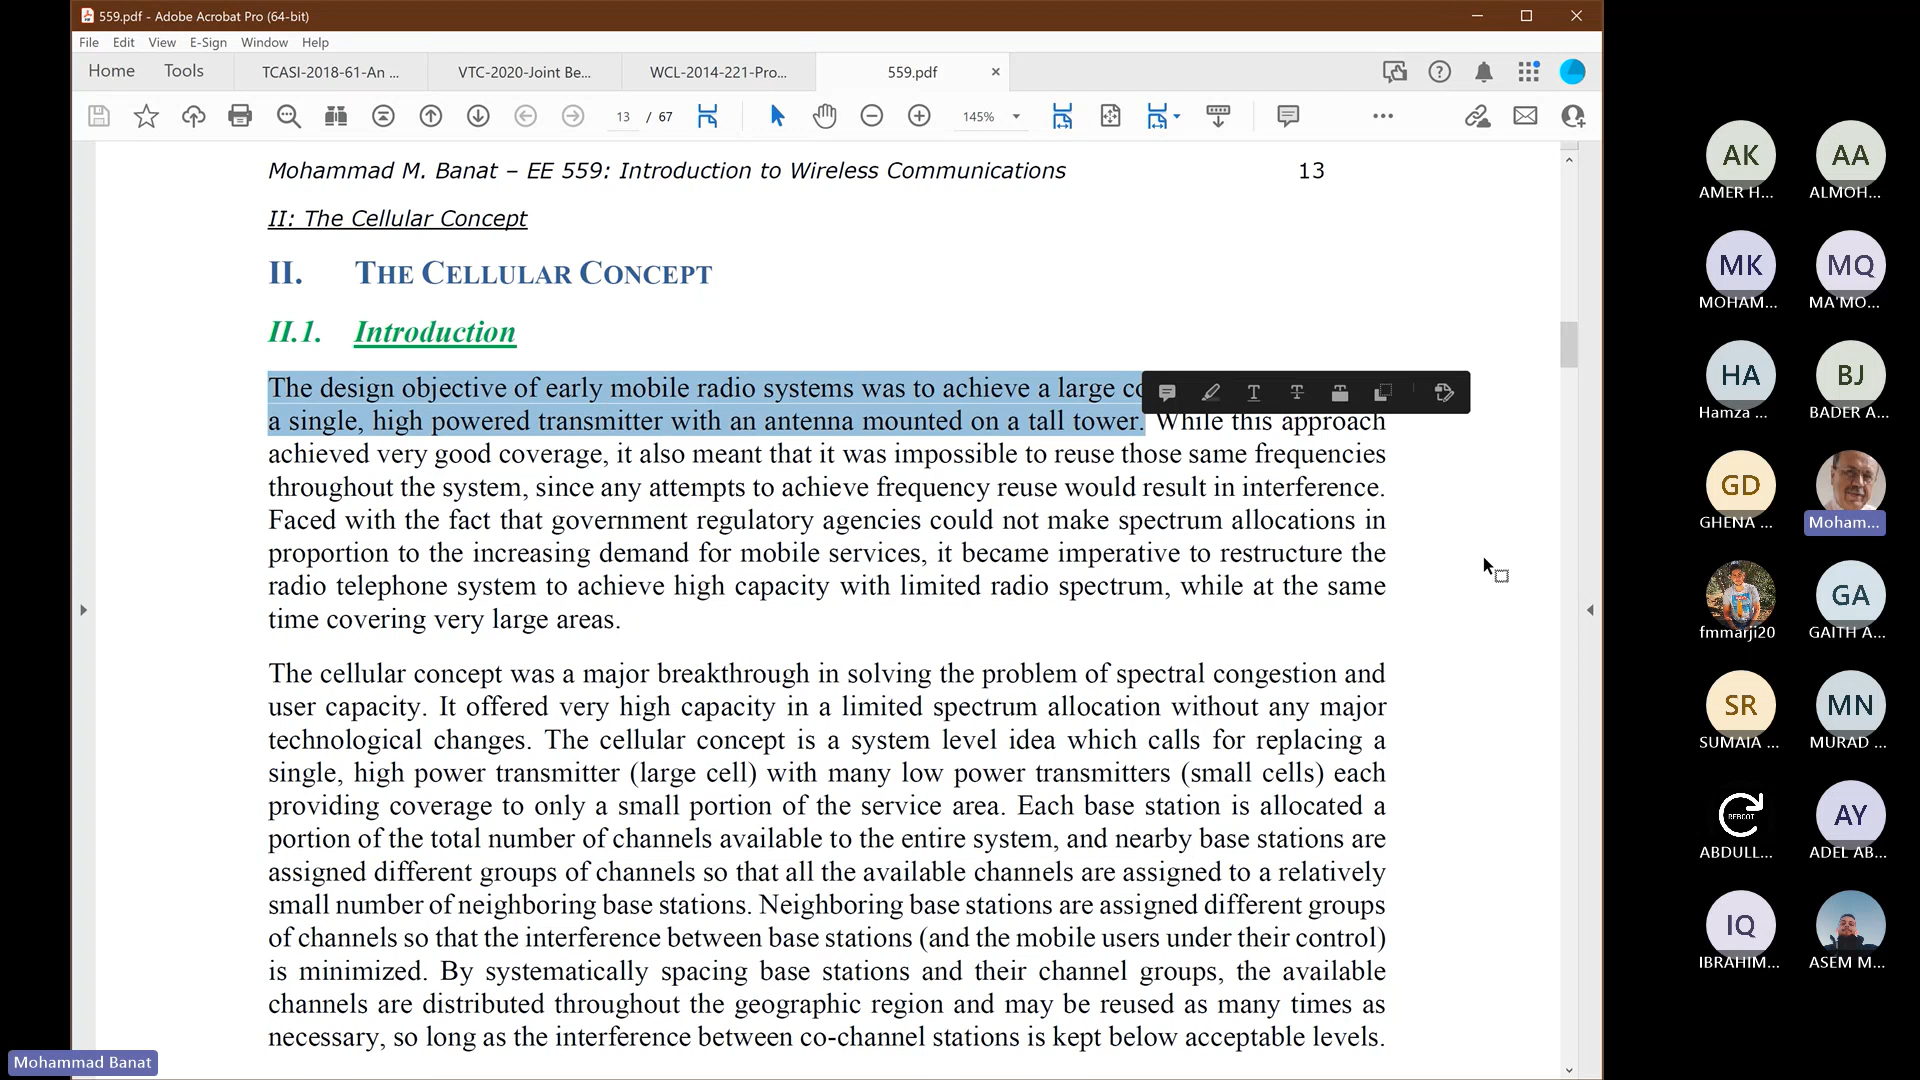 559.pdf - Adobe Acrobat Pro (64-bit)
File Edit View E-Sign Window Help
Home Tools TCASI-2018-61-An ... VTC-2020-Joint Be... WCL-2014-221-Pro... 559.pdf
13 / 67 145%
Mohammad M. Banat – EE 559: Introduction to Wireless Communications 13
II: The Cellular Concept
II. THE CELLULAR CONCEPT
II.1. Introduction
The design objective of early mobile radio systems was to achieve a large co
a single, high powered transmitter with an antenna mounted on a tall tower. While this approach
achieved very good coverage, it also meant that it was impossible to reuse those same frequencies
throughout the system, since any attempts to achieve frequency reuse would result in interference.
Faced with the fact that government regulatory agencies could not make spectrum allocations in
proportion to the increasing demand for mobile services, it became imperative to restructure the
radio telephone system to achieve high capacity with limited radio spectrum, while at the same
time covering very large areas.
The cellular concept was a major breakthrough in solving the problem of spectral congestion and
user capacity. It offered very high capacity in a limited spectrum allocation without any major
technological changes. The cellular concept is a system level idea which calls for replacing a
single, high power transmitter (large cell) with many low power transmitters (small cells) each
providing coverage to only a small portion of the service area. Each base station is allocated a
portion of the total number of channels available to the entire system, and nearby base stations are
assigned different groups of channels so that all the available channels are assigned to a relatively
small number of neighboring base stations. Neighboring base stations are assigned different groups
of channels so that the interference between base stations (and the mobile users under their control)
is minimized. By systematically spacing base stations and their channel groups, the available
channels are distributed throughout the geographic region and may be reused as many times as
necessary, so long as the interference between co-channel stations is kept below acceptable levels.
Mohammad Banat
AK AA
AMER H... ALMOH...
MK MQ
MOHAM... MA'MO...
HA BJ
Hamza ... BADER A...
GD
GHENA ... Moham...
GA
fmmarji20 GAITH A...
SR MN
SUMAIA ... MURAD ...
REBOOT AY
ABDULL... ADEL AB...
IQ
IBRAHIM... ASEM M...